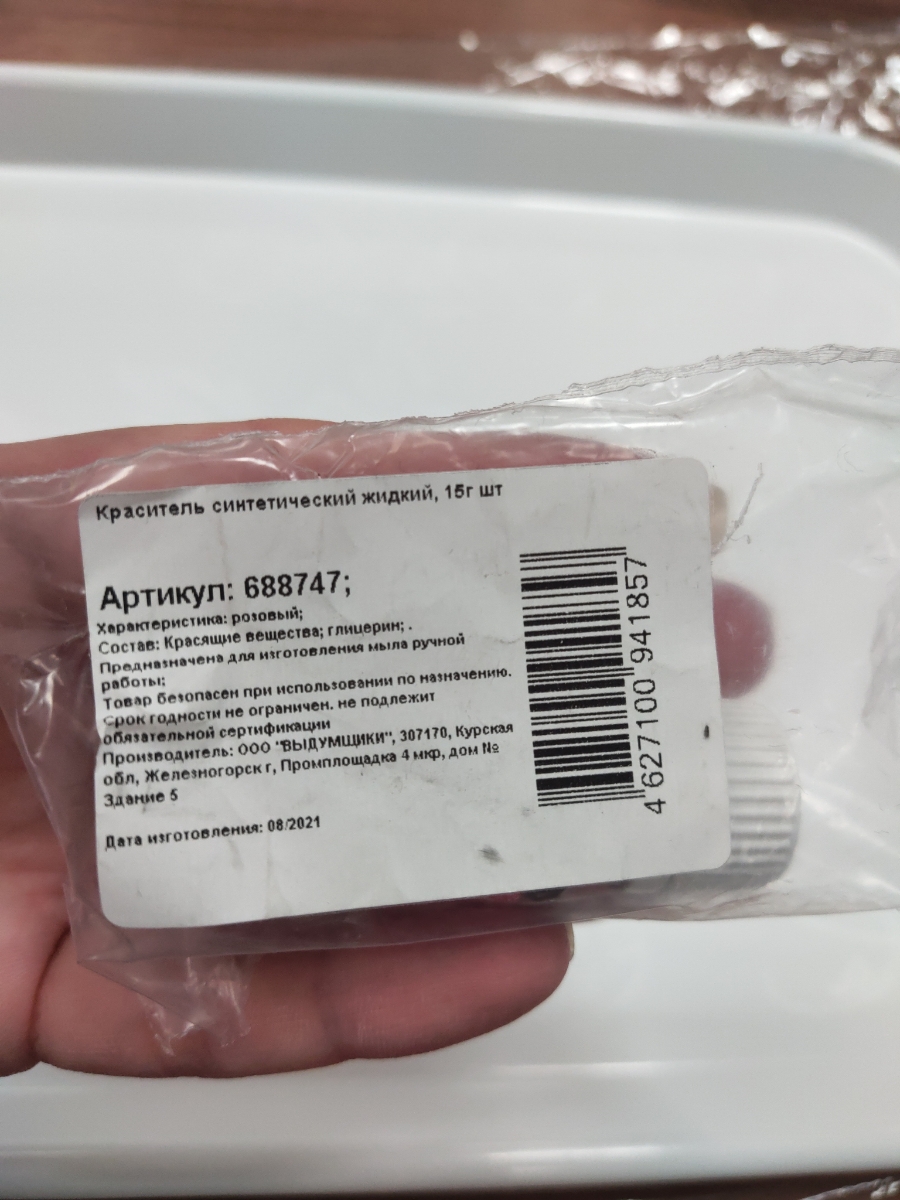 Краситель синтетический жидкий, 15г шт
Артикул: 688747;
Характеристика: розовый;
Состав: Красящие вещества; глицерин; .
Предназначена для изготовления мыла ручной
работы;
Товар безопасен при использовании по назначению.
Срок годности не ограничен. не подлежит
обязательной сертификации
Производитель: ООО "ВЫДУМЩИКИ", 307170, Курская
обл, Железногорск г, Промплощадка 4 мкр, дом №
Здание 5
Дата изготовления: 08/2021
4 627100 941857